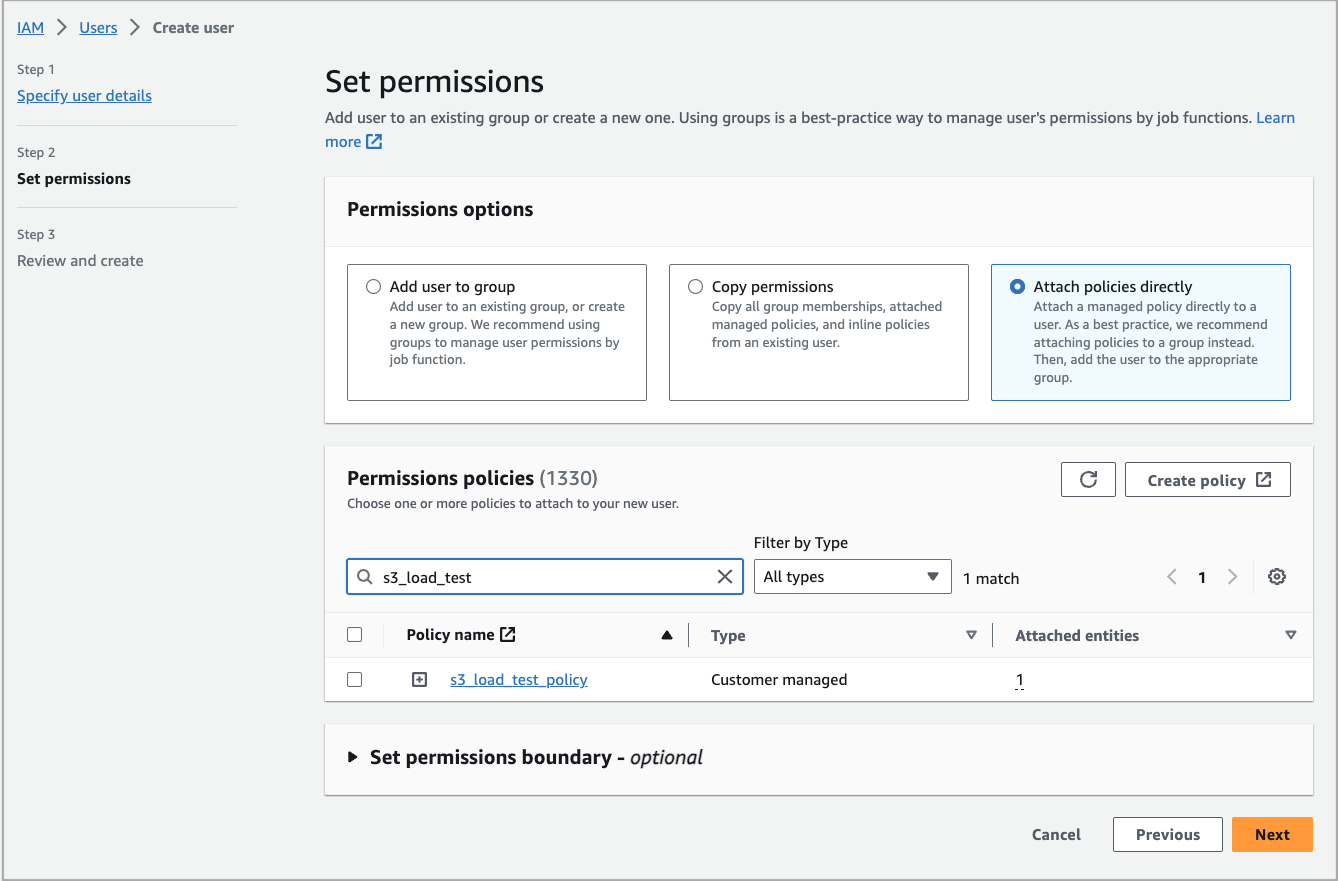 IAM > Users > Create user
Step 1
Specify user details
Step 2
Set permissions
Step 3
Review and create
Set permissions
Add user to an existing group or create a new one. Using groups is a best-practice way to manage user's permissions by job functions. Learn
more
Permissions options
Add user to group
Add user to an existing group, or create
a new group. We recommend using
groups to manage user permissions by
job function.
Copy permissions
Copy all group memberships, attached
managed policies, and inline policies
from an existing user.
Attach policies directly
Attach a managed policy directly to a
user. As a best practice, we recommend
attaching policies to a group instead.
Then, add the user to the appropriate
group.
Permissions policies (1330)
Choose one or more policies to attach to your new user.
Create policy
Filter by Type
s3_load_test
All types
1 match
1
Policy name
Type
Attached entities
s3_load_test_policy
Customer managed
1
Set permissions boundary - optional
Cancel
Previous
Next